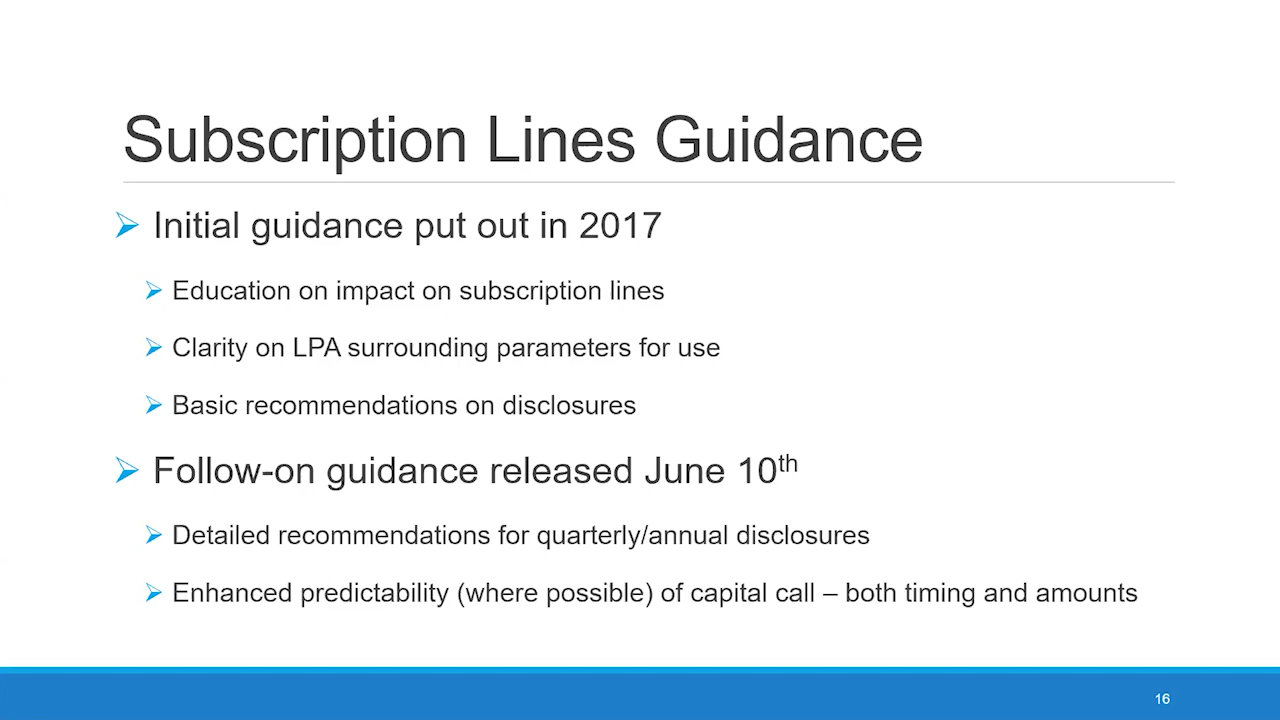 Subscription Lines Guidance
Initial guidance put out in 2017
Education on impact on subscription lines
Clarity on LPA surrounding parameters for use
Basic recommendations on disclosures
Follow-on guidance released June 10th
Detailed recommendations for quarterly/annual disclosures
Enhanced predictability (where possible) of capital call – both timing and amounts
16